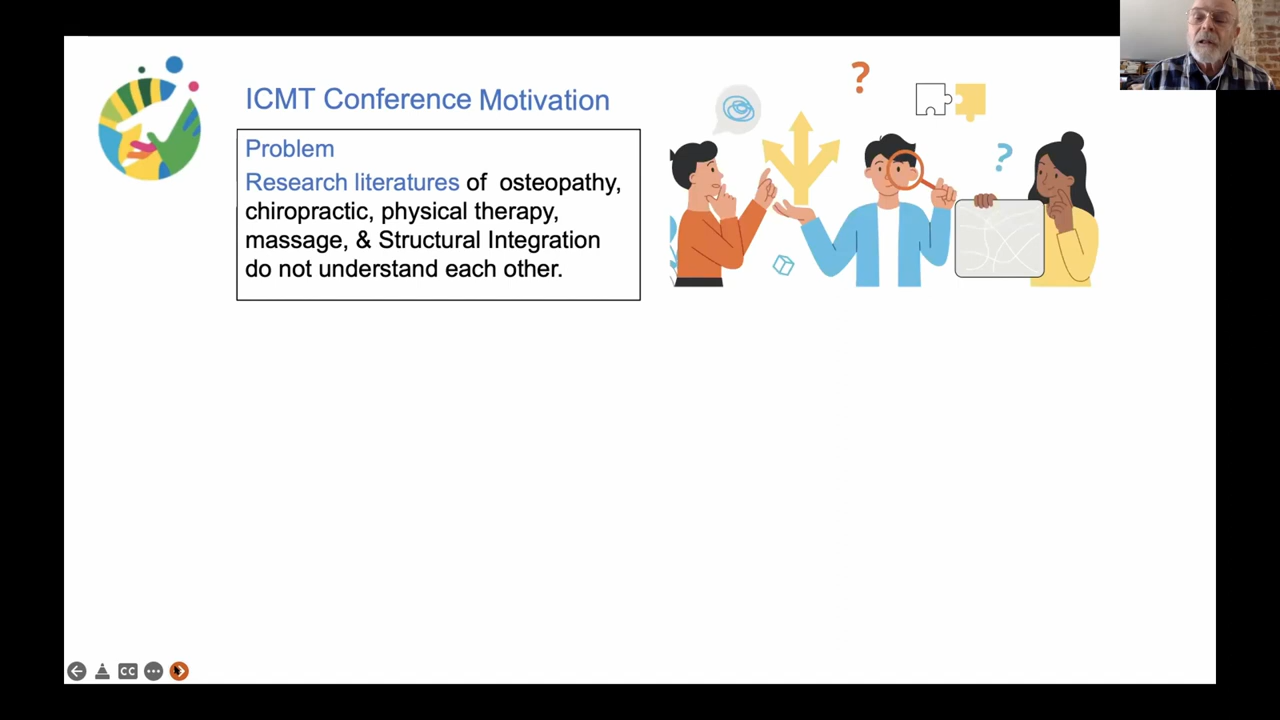 ICMT Conference Motivation
Problem
Research literatures of osteopathy,
chiropractic, physical therapy,
massage, & Structural Integration
do not understand each other.
?
?
CC